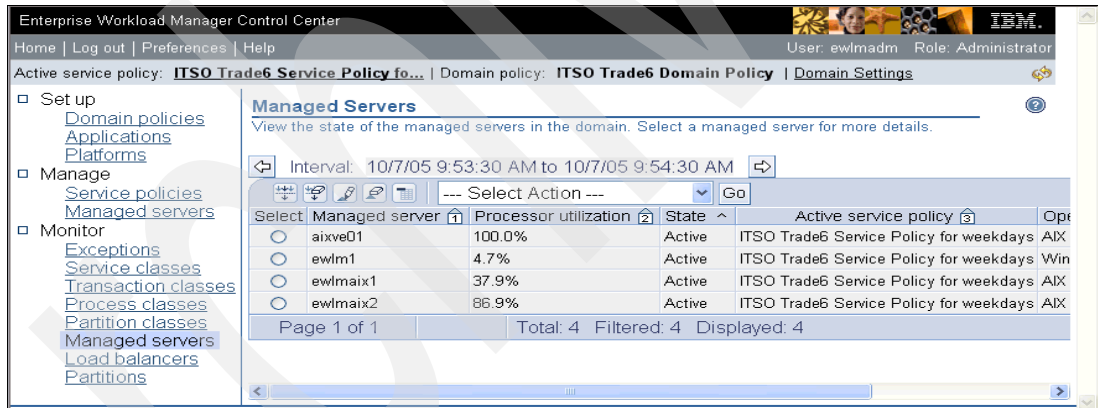 Enterprise Workload Manager Control Center IBM.
Home | Log out | Preferences | Help User: ewlmadm Role: Administrator
Active service policy: ITSO Trade6 Service Policy fo... | Domain policy: ITSO Trade6 Domain Policy | Domain Settings
Set up
Domain policies
Applications
Platforms
Manage
Service policies
Managed servers
Monitor
Exceptions
Service classes
Transaction classes
Process classes
Partition classes
Managed servers
Load balancers
Partitions
Managed Servers
View the state of the managed servers in the domain. Select a managed server for more details.
Interval: 10/7/05 9:53:30 AM to 10/7/05 9:54:30 AM
--- Select Action --- Go
Select Managed server 1 Processor utilization 2 State Active service policy 3 Ope
aixve01 100.0% Active ITSO Trade6 Service Policy for weekdays AIX
ewlm1 4.7% Active ITSO Trade6 Service Policy for weekdays Win
ewlmaix1 37.9% Active ITSO Trade6 Service Policy for weekdays AIX
ewlmaix2 86.9% Active ITSO Trade6 Service Policy for weekdays AIX
Page 1 of 1 Total: 4 Filtered: 4 Displayed: 4